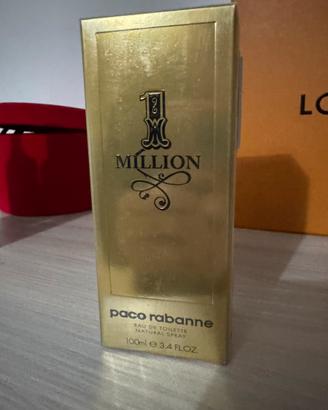 1
MILLION
paco rabanne
EAU DE TOILETTE
NATURAL SPRAY
100ml e 3.4 FL.OZ.
LO